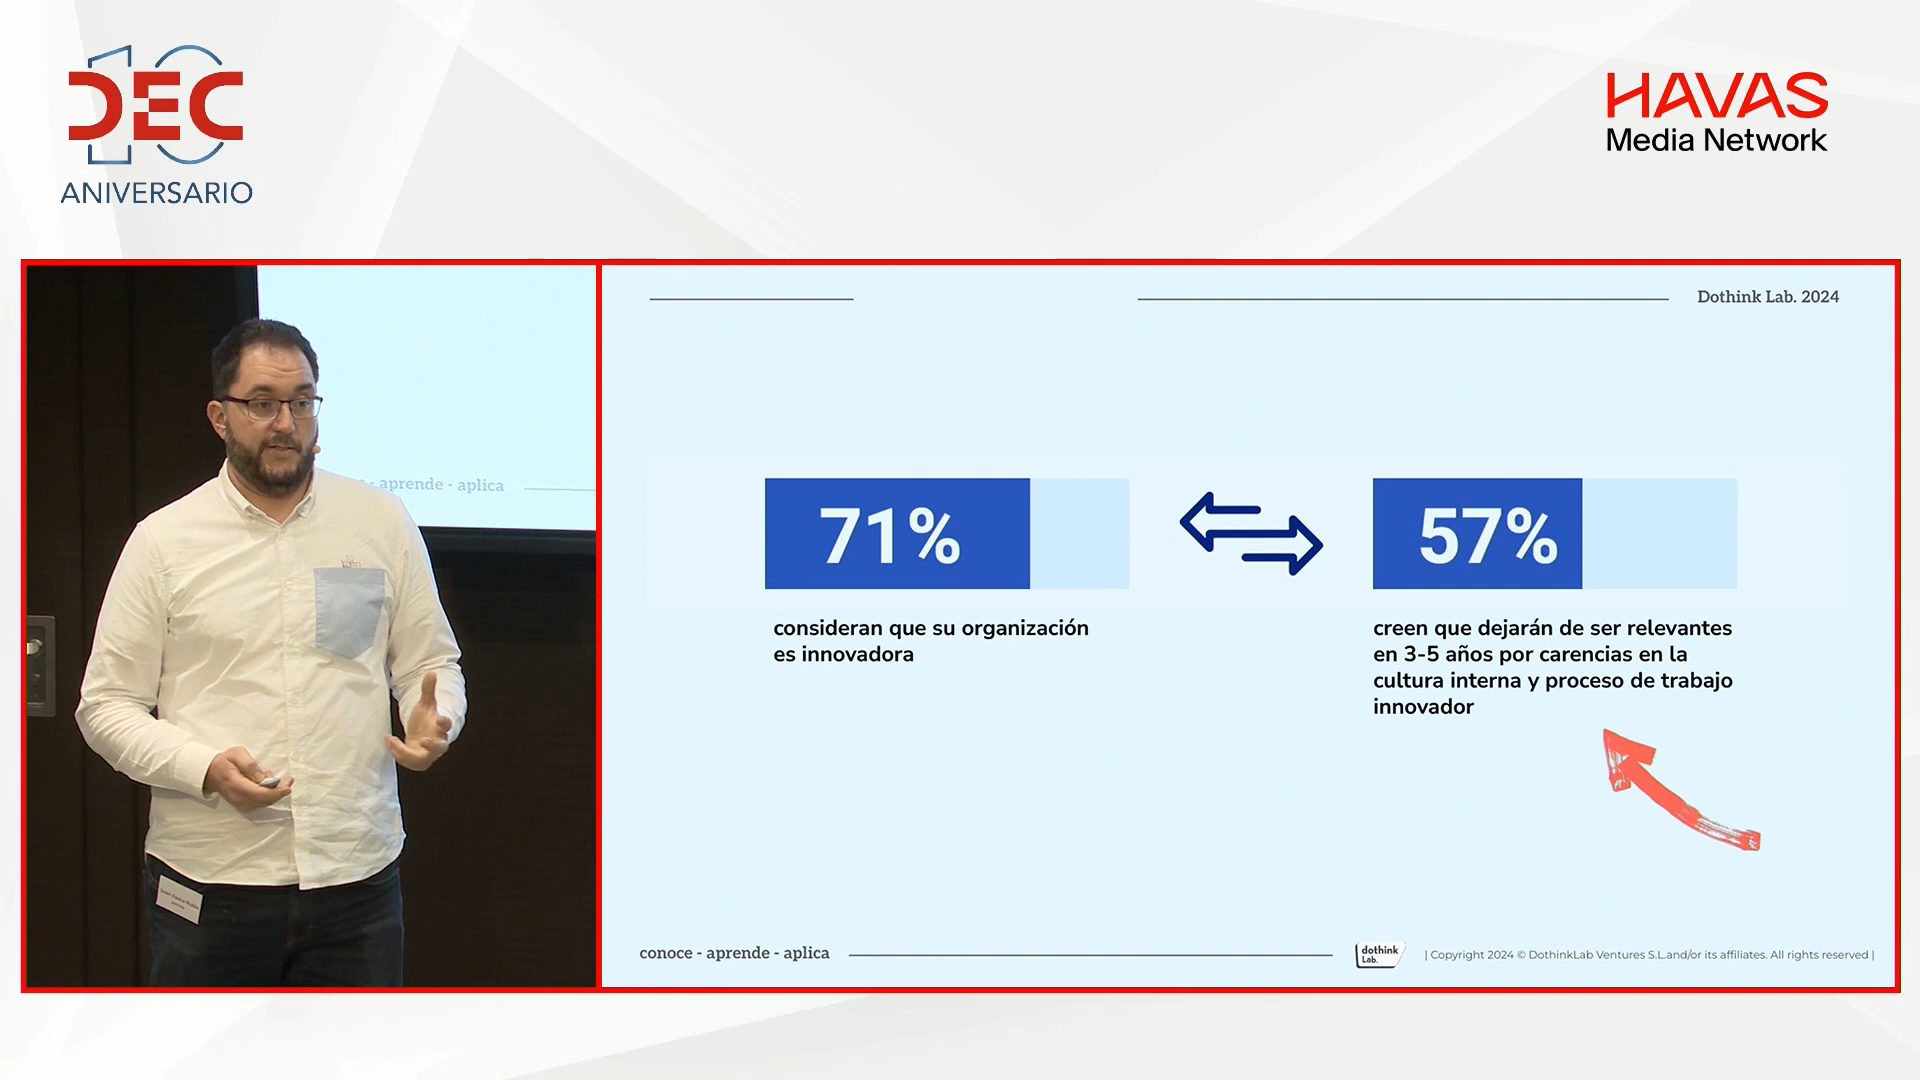 DEC
10
ANIVERSARIO
HAVAS
Media Network
- aprende - aplica
Dothink Lab. 2024
71%
consideran que su organización
es innovadora
57%
creen que dejarán de ser relevantes
en 3-5 años por carencias en la
cultura interna y proceso de trabajo
innovador
conoce - aprende - aplica
dothink
Lab.
| Copyright 2024 © DothinkLab Ventures S.L.and/or its affiliates. All rights reserved |